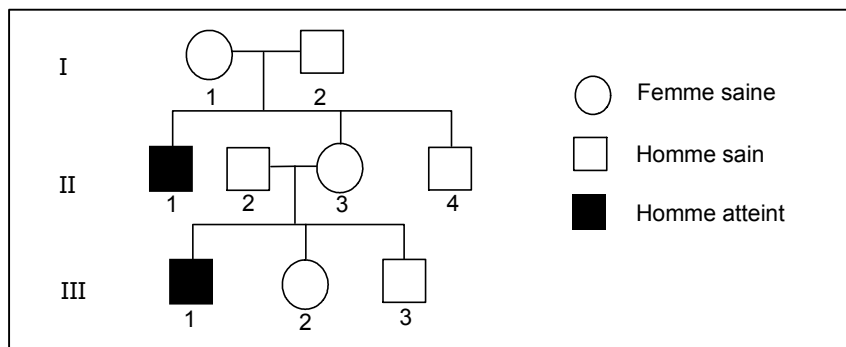 I
1 2
Femme saine
Homme sain
II
1 2 3 4
Homme atteint
III
1 2 3